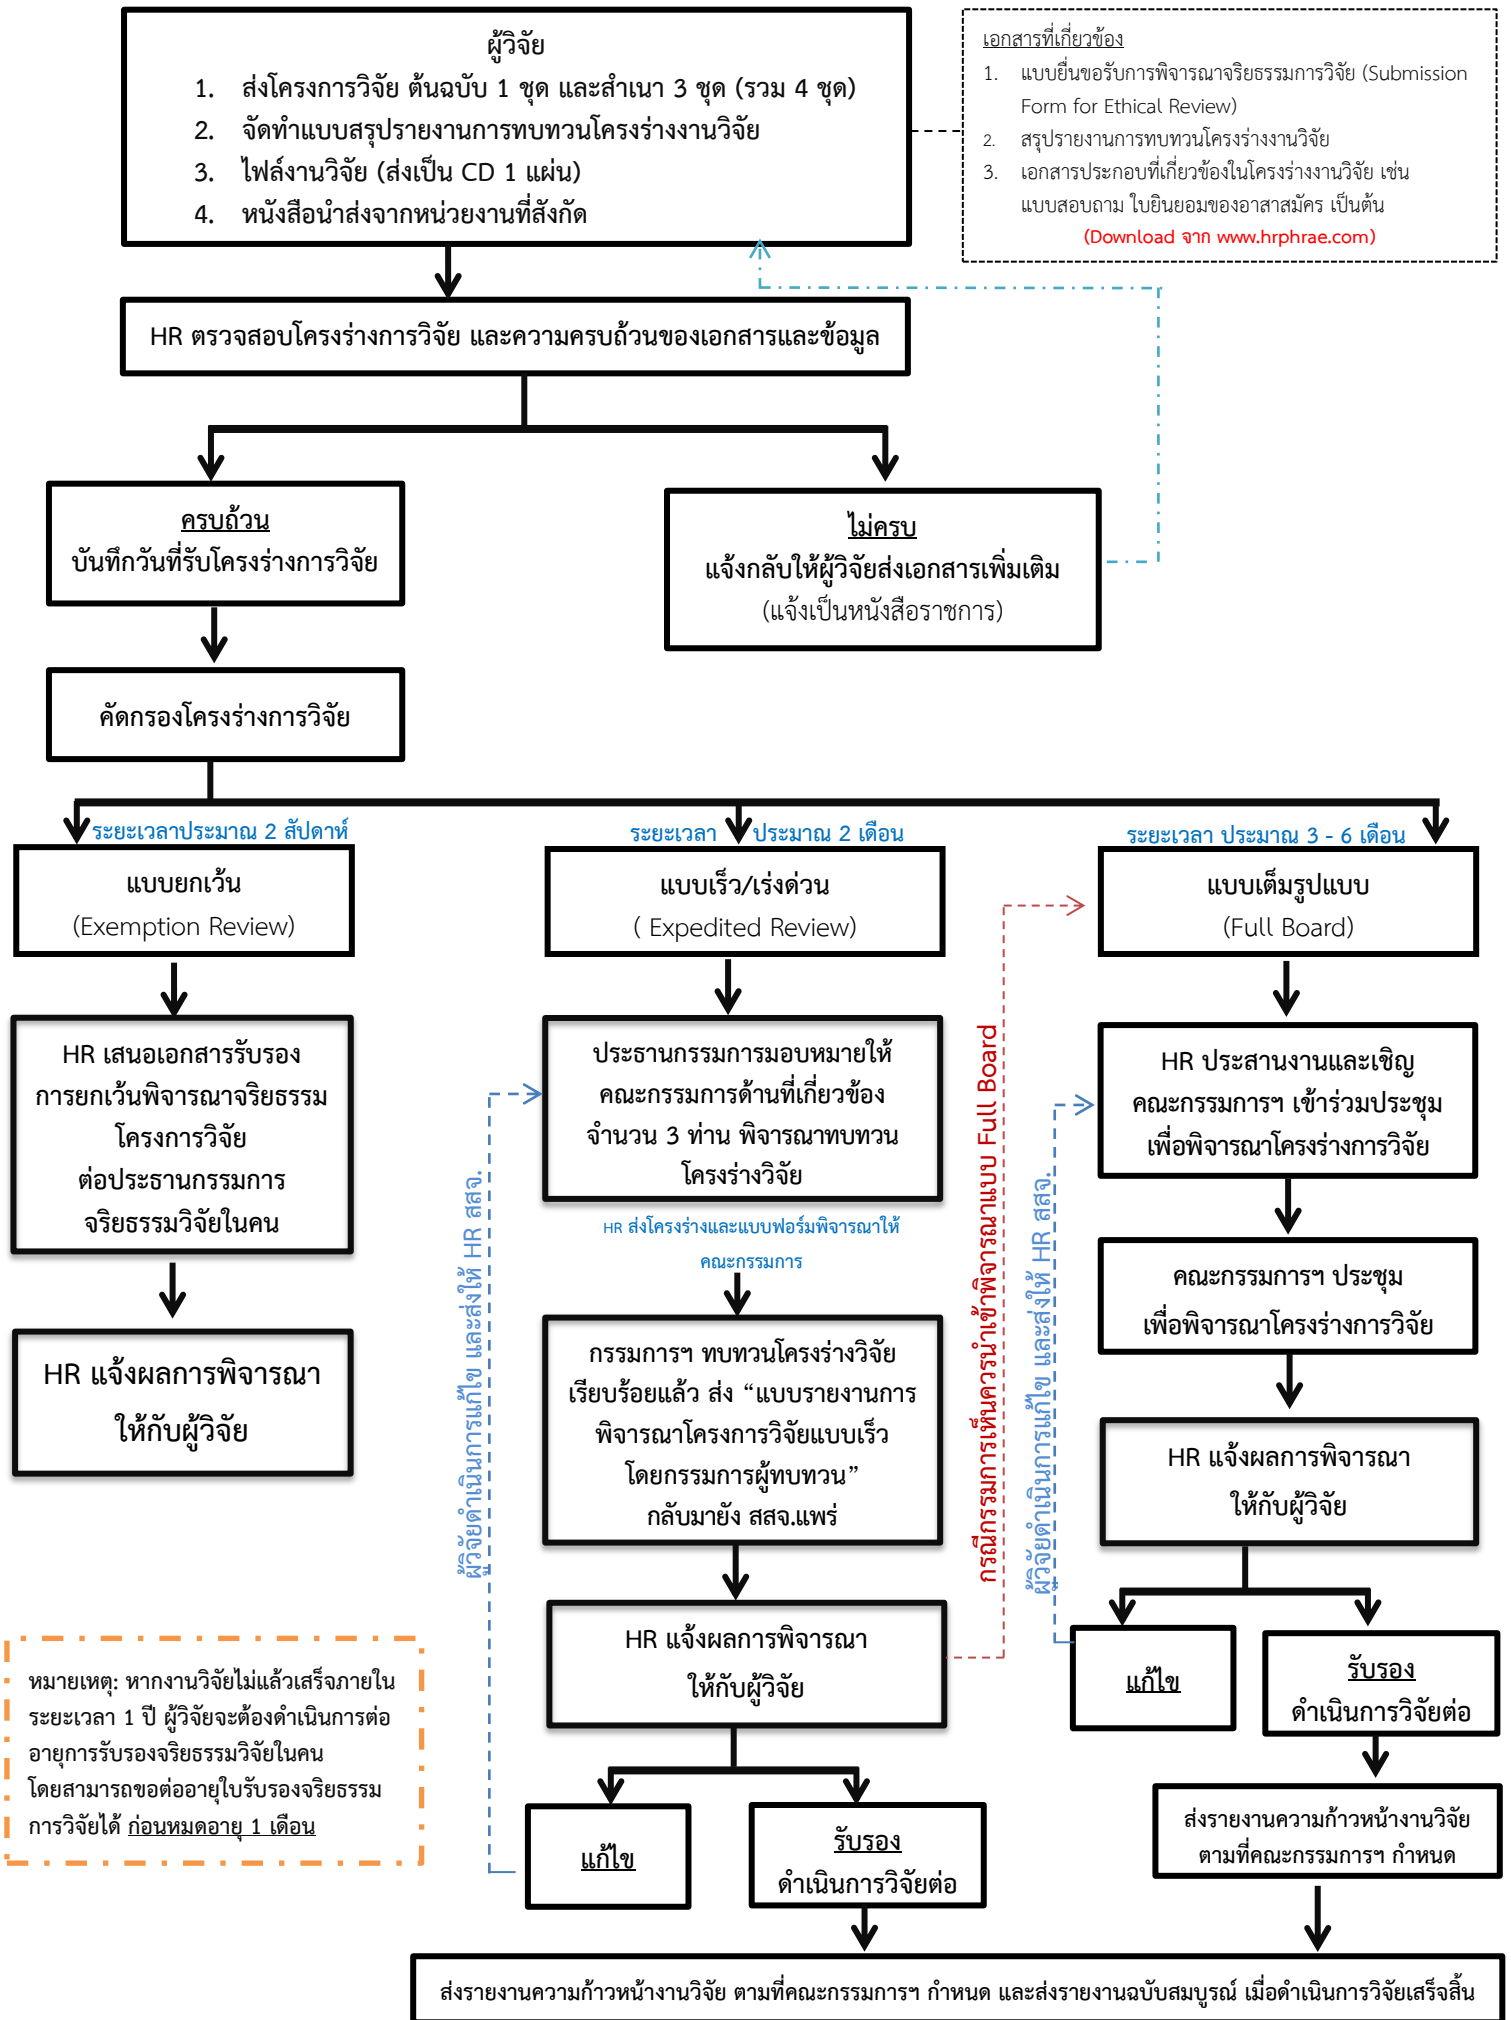 ผู้วิจัย
1. ส่งโครงการวิจัย ต้นฉบับ 1 ชุด และสำเนา 3 ชุด (รวม 4 ชุด)
2. จัดทำแบบสรุปรายงานการทบทวนโครงร่างงานวิจัย
3. ไฟล์งานวิจัย (ส่งเป็น CD 1 แผ่น)
4. หนังสือนำส่งจากหน่วยงานที่สังกัด
เอกสารที่เกี่ยวข้อง
1. แบบยื่นขอรับการพิจารณาจริยธรรมการวิจัย (Submission
Form for Ethical Review)
2. สรุปรายงานการทบทวนโครงร่างงานวิจัย
3. เอกสารประกอบที่เกี่ยวข้องในโครงร่างงานวิจัย เช่น
แบบสอบถาม ใบยินยอมของอาสาสมัคร เป็นต้น
(Download จาก www.hrphrae.com)
HR ตรวจสอบโครงร่างการวิจัย และความครบถ้วนของเอกสารและข้อมูล
ครบถ้วน
บันทึกวันที่รับโครงร่างการวิจัย
ไม่ครบ
แจ้งกลับให้ผู้วิจัยส่งเอกสารเพิ่มเติม
(แจ้งเป็นหนังสือราชการ)
คัดกรองโครงร่างการวิจัย
ระยะเวลาประมาณ 2 สัปดาห์
แบบยกเว้น
(Exemption Review)
HR เสนอเอกสารรับรอง
การยกเว้นพิจารณาจริยธรรม
โครงการวิจัย
ต่อประธานกรรมการ
จริยธรรมวิจัยในคน
HR แจ้งผลการพิจารณา
ให้กับผู้วิจัย
ระยะเวลา ประมาณ 2 เดือน
แบบเร็ว/เร่งด่วน
( Expedited Review)
ประธานกรรมการมอบหมายให้
คณะกรรมการด้านที่เกี่ยวข้อง
จำนวน 3 ท่าน พิจารณาทบทวน
โครงร่างวิจัย
HR ส่งโครงร่างและแบบฟอร์มพิจารณาให้
คณะกรรมการ
กรรมการฯ ทบทวนโครงร่างวิจัย
เรียบร้อยแล้ว ส่ง “แบบรายงานการ
พิจารณาโครงการวิจัยแบบเร็ว
โดยกรรมการผู้ทบทวน”
กลับมายัง สสจ.แพร่
HR แจ้งผลการพิจารณา
ให้กับผู้วิจัย
แก้ไข
รับรอง
ดำเนินการวิจัยต่อ
ผู้วิจัยดำเนินการแก้ไข และส่งให้ HR สสจ.
กรณีกรรมการเห็นควรนำเข้าพิจารณาแบบ Full Board
ระยะเวลา ประมาณ 3 - 6 เดือน
แบบเต็มรูปแบบ
(Full Board)
HR ประสานงานและเชิญ
คณะกรรมการฯ เข้าร่วมประชุม
เพื่อพิจารณาโครงร่างการวิจัย
คณะกรรมการฯ ประชุม
เพื่อพิจารณาโครงร่างการวิจัย
HR แจ้งผลการพิจารณา
ให้กับผู้วิจัย
ผู้วิจัยดำเนินการแก้ไข และส่งให้ HR สสจ.
แก้ไข
รับรอง
ดำเนินการวิจัยต่อ
ส่งรายงานความก้าวหน้างานวิจัย
ตามที่คณะกรรมการฯ กำหนด
หมายเหตุ: หากงานวิจัยไม่แล้วเสร็จภายใน
ระยะเวลา 1 ปี ผู้วิจัยจะต้องดำเนินการต่อ
อายุการรับรองจริยธรรมวิจัยในคน
โดยสามารถขอต่ออายุใบรับรองจริยธรรม
การวิจัยได้ ก่อนหมดอายุ 1 เดือน
ส่งรายงานความก้าวหน้างานวิจัย ตามที่คณะกรรมการฯ กำหนด และส่งรายงานฉบับสมบูรณ์ เมื่อดำเนินการวิจัยเสร็จสิ้น